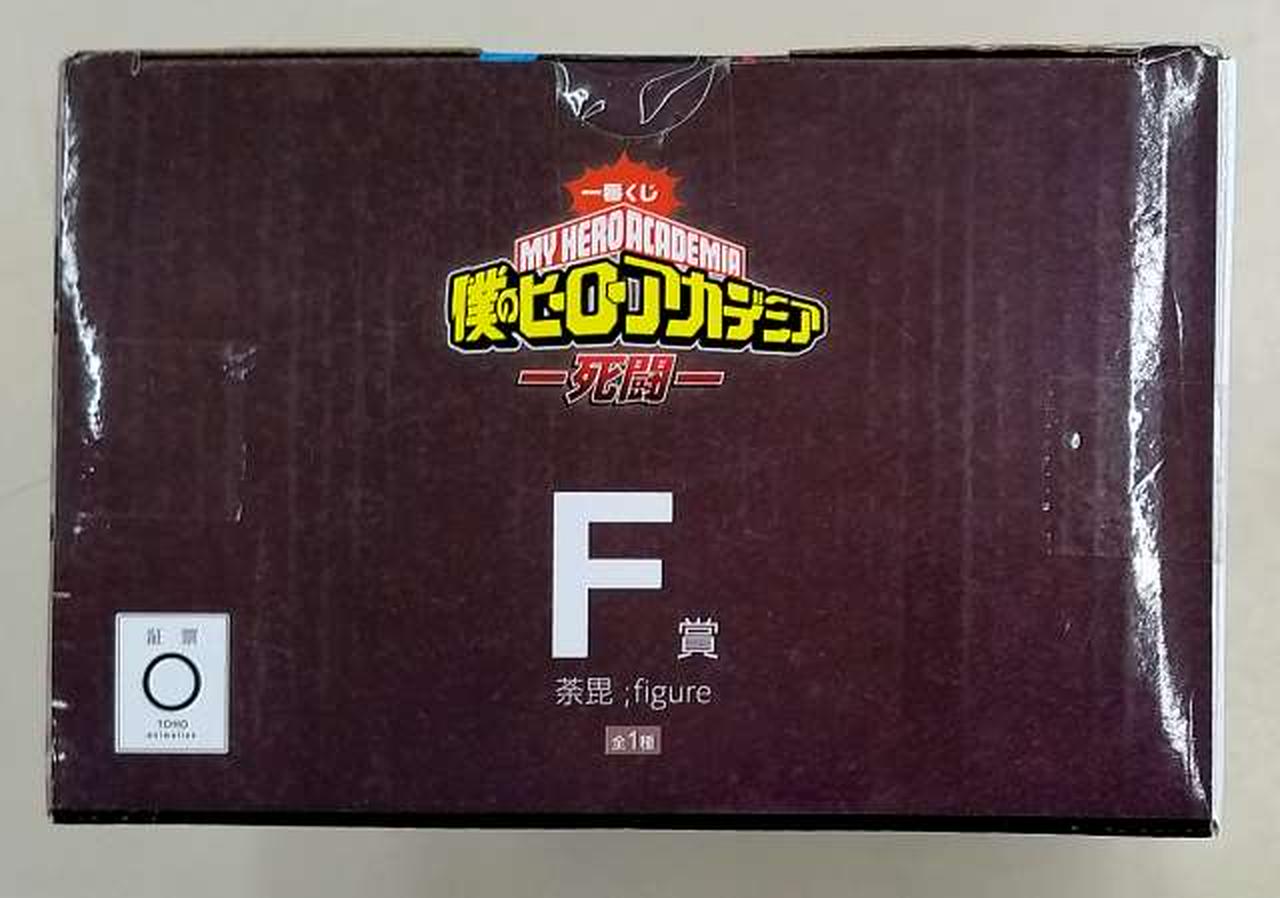 一番くじ
MY HERO ACADEMIA
僕のヒーローアカデミア
ー死闘ー
F賞
荼毘 ;figure
全1種
証 票
TOHO
animation